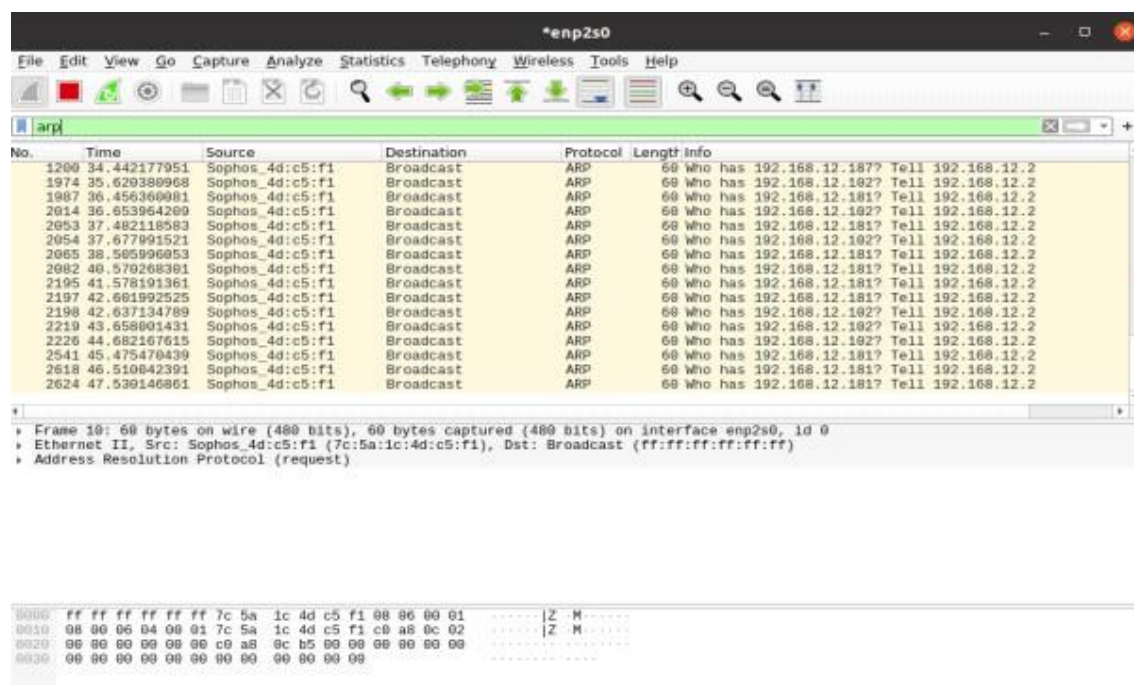 *enp2s0
File Edit View Go Capture Analyze Statistics Telephony Wireless Tools Help
arp
No. Time Source Destination Protocol Length Info
1200 34.442177951 Sophos_4d:c5:f1 Broadcast ARP 60 Who has 192.168.12.187? Tell 192.168.12.2
1974 35.620380968 Sophos_4d:c5:f1 Broadcast ARP 60 Who has 192.168.12.102? Tell 192.168.12.2
1987 36.456360081 Sophos_4d:c5:f1 Broadcast ARP 60 Who has 192.168.12.181? Tell 192.168.12.2
2014 36.653964209 Sophos_4d:c5:f1 Broadcast ARP 60 Who has 192.168.12.102? Tell 192.168.12.2
2053 37.482118583 Sophos_4d:c5:f1 Broadcast ARP 60 Who has 192.168.12.181? Tell 192.168.12.2
2054 37.677991521 Sophos_4d:c5:f1 Broadcast ARP 60 Who has 192.168.12.102? Tell 192.168.12.2
2065 38.505996053 Sophos_4d:c5:f1 Broadcast ARP 60 Who has 192.168.12.181? Tell 192.168.12.2
2082 40.570268301 Sophos_4d:c5:f1 Broadcast ARP 60 Who has 192.168.12.181? Tell 192.168.12.2
2195 41.578191361 Sophos_4d:c5:f1 Broadcast ARP 60 Who has 192.168.12.181? Tell 192.168.12.2
2197 42.601992525 Sophos_4d:c5:f1 Broadcast ARP 60 Who has 192.168.12.181? Tell 192.168.12.2
2198 42.637134789 Sophos_4d:c5:f1 Broadcast ARP 60 Who has 192.168.12.102? Tell 192.168.12.2
2219 43.658001431 Sophos_4d:c5:f1 Broadcast ARP 60 Who has 192.168.12.102? Tell 192.168.12.2
2226 44.682167615 Sophos_4d:c5:f1 Broadcast ARP 60 Who has 192.168.12.102? Tell 192.168.12.2
2541 45.475470439 Sophos_4d:c5:f1 Broadcast ARP 60 Who has 192.168.12.181? Tell 192.168.12.2
2618 46.510042391 Sophos_4d:c5:f1 Broadcast ARP 60 Who has 192.168.12.181? Tell 192.168.12.2
2624 47.530146861 Sophos_4d:c5:f1 Broadcast ARP 60 Who has 192.168.12.181? Tell 192.168.12.2
Frame 10: 60 bytes on wire (480 bits), 60 bytes captured (480 bits) on interface enp2s0, id 0
Ethernet II, Src: Sophos_4d:c5:f1 (7c:5a:1c:4d:c5:f1), Dst: Broadcast (ff:ff:ff:ff:ff:ff)
Address Resolution Protocol (request)
0000 ff ff ff ff ff ff 7c 5a 1c 4d c5 f1 08 06 00 01 ······|Z ·M······
0010 08 00 06 04 00 01 7c 5a 1c 4d c5 f1 c0 a8 0c 02 ······|Z ·M······
0020 00 00 00 00 00 00 c0 a8 0c b5 00 00 00 00 00 00 ········ ········
0030 00 00 00 00 00 00 00 00 00 00 00 00 ········ ····